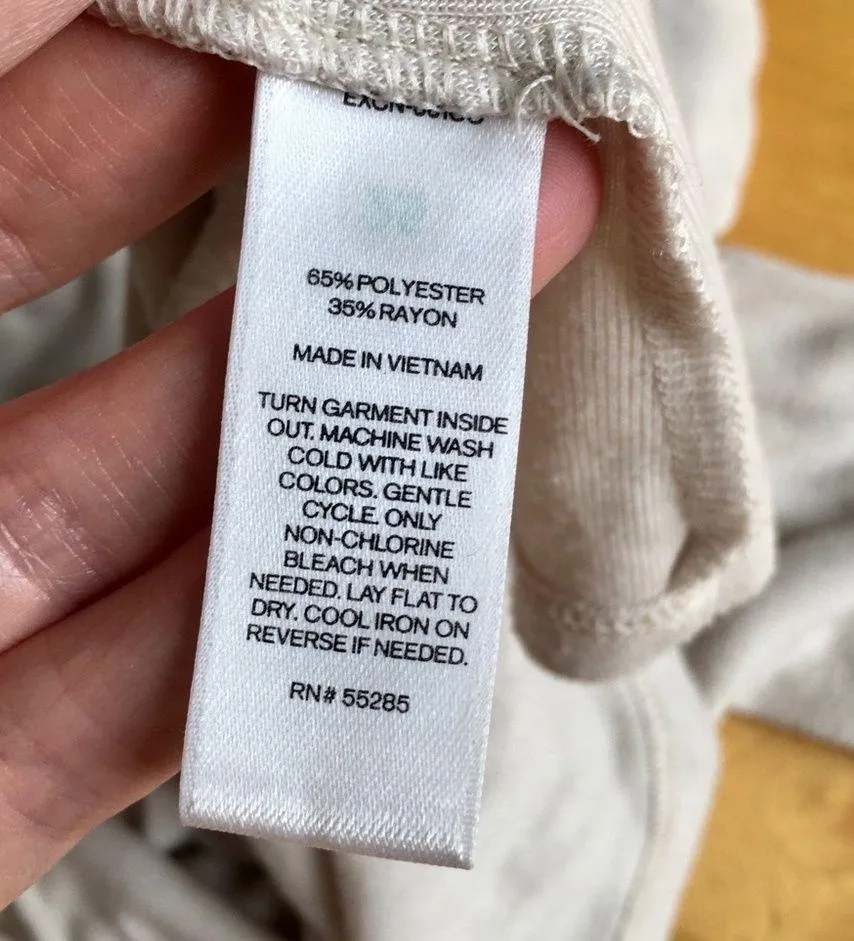 65% POLYESTER
35% RAYON
MADE IN VIETNAM
TURN GARMENT INSIDE
OUT. MACHINE WASH
COLD WITH LIKE
COLORS. GENTLE
CYCLE. ONLY
NON-CHLORINE
BLEACH WHEN
NEEDED. LAY FLAT TO
DRY. COOL IRON ON
REVERSE IF NEEDED.
RN# 55285